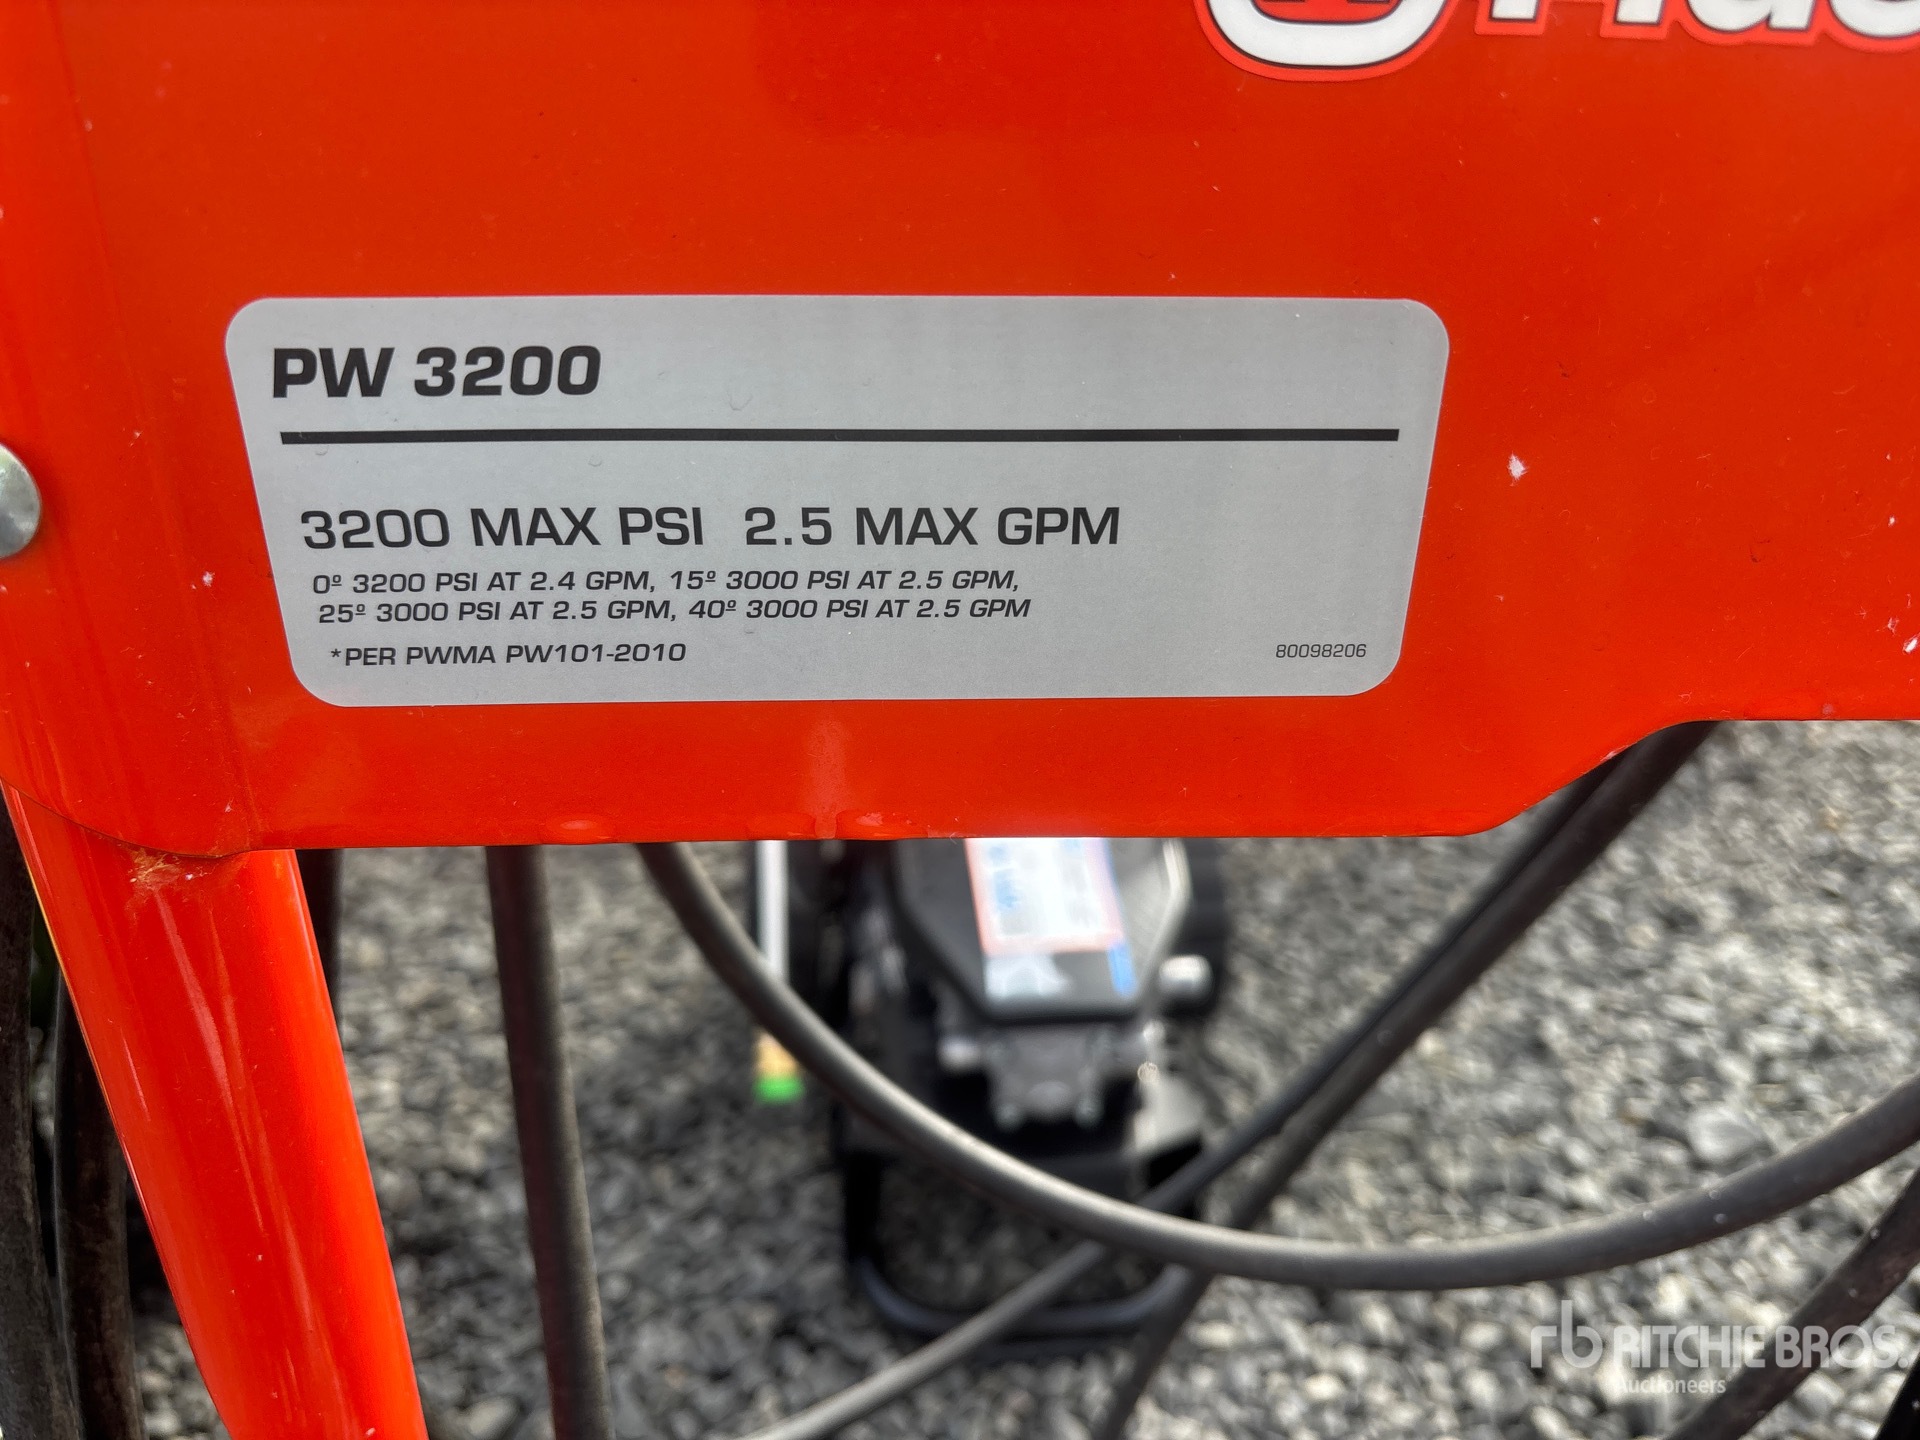 PW 3200
3200 MAX PSI 2.5 MAX GPM
0º 3200 PSI AT 2.4 GPM, 15º 3000 PSI AT 2.5 GPM,
25º 3000 PSI AT 2.5 GPM, 40º 3000 PSI AT 2.5 GPM
*PER PWMA PW101-2010
80098206
rb RITCHIE BROS.
Auctioneers